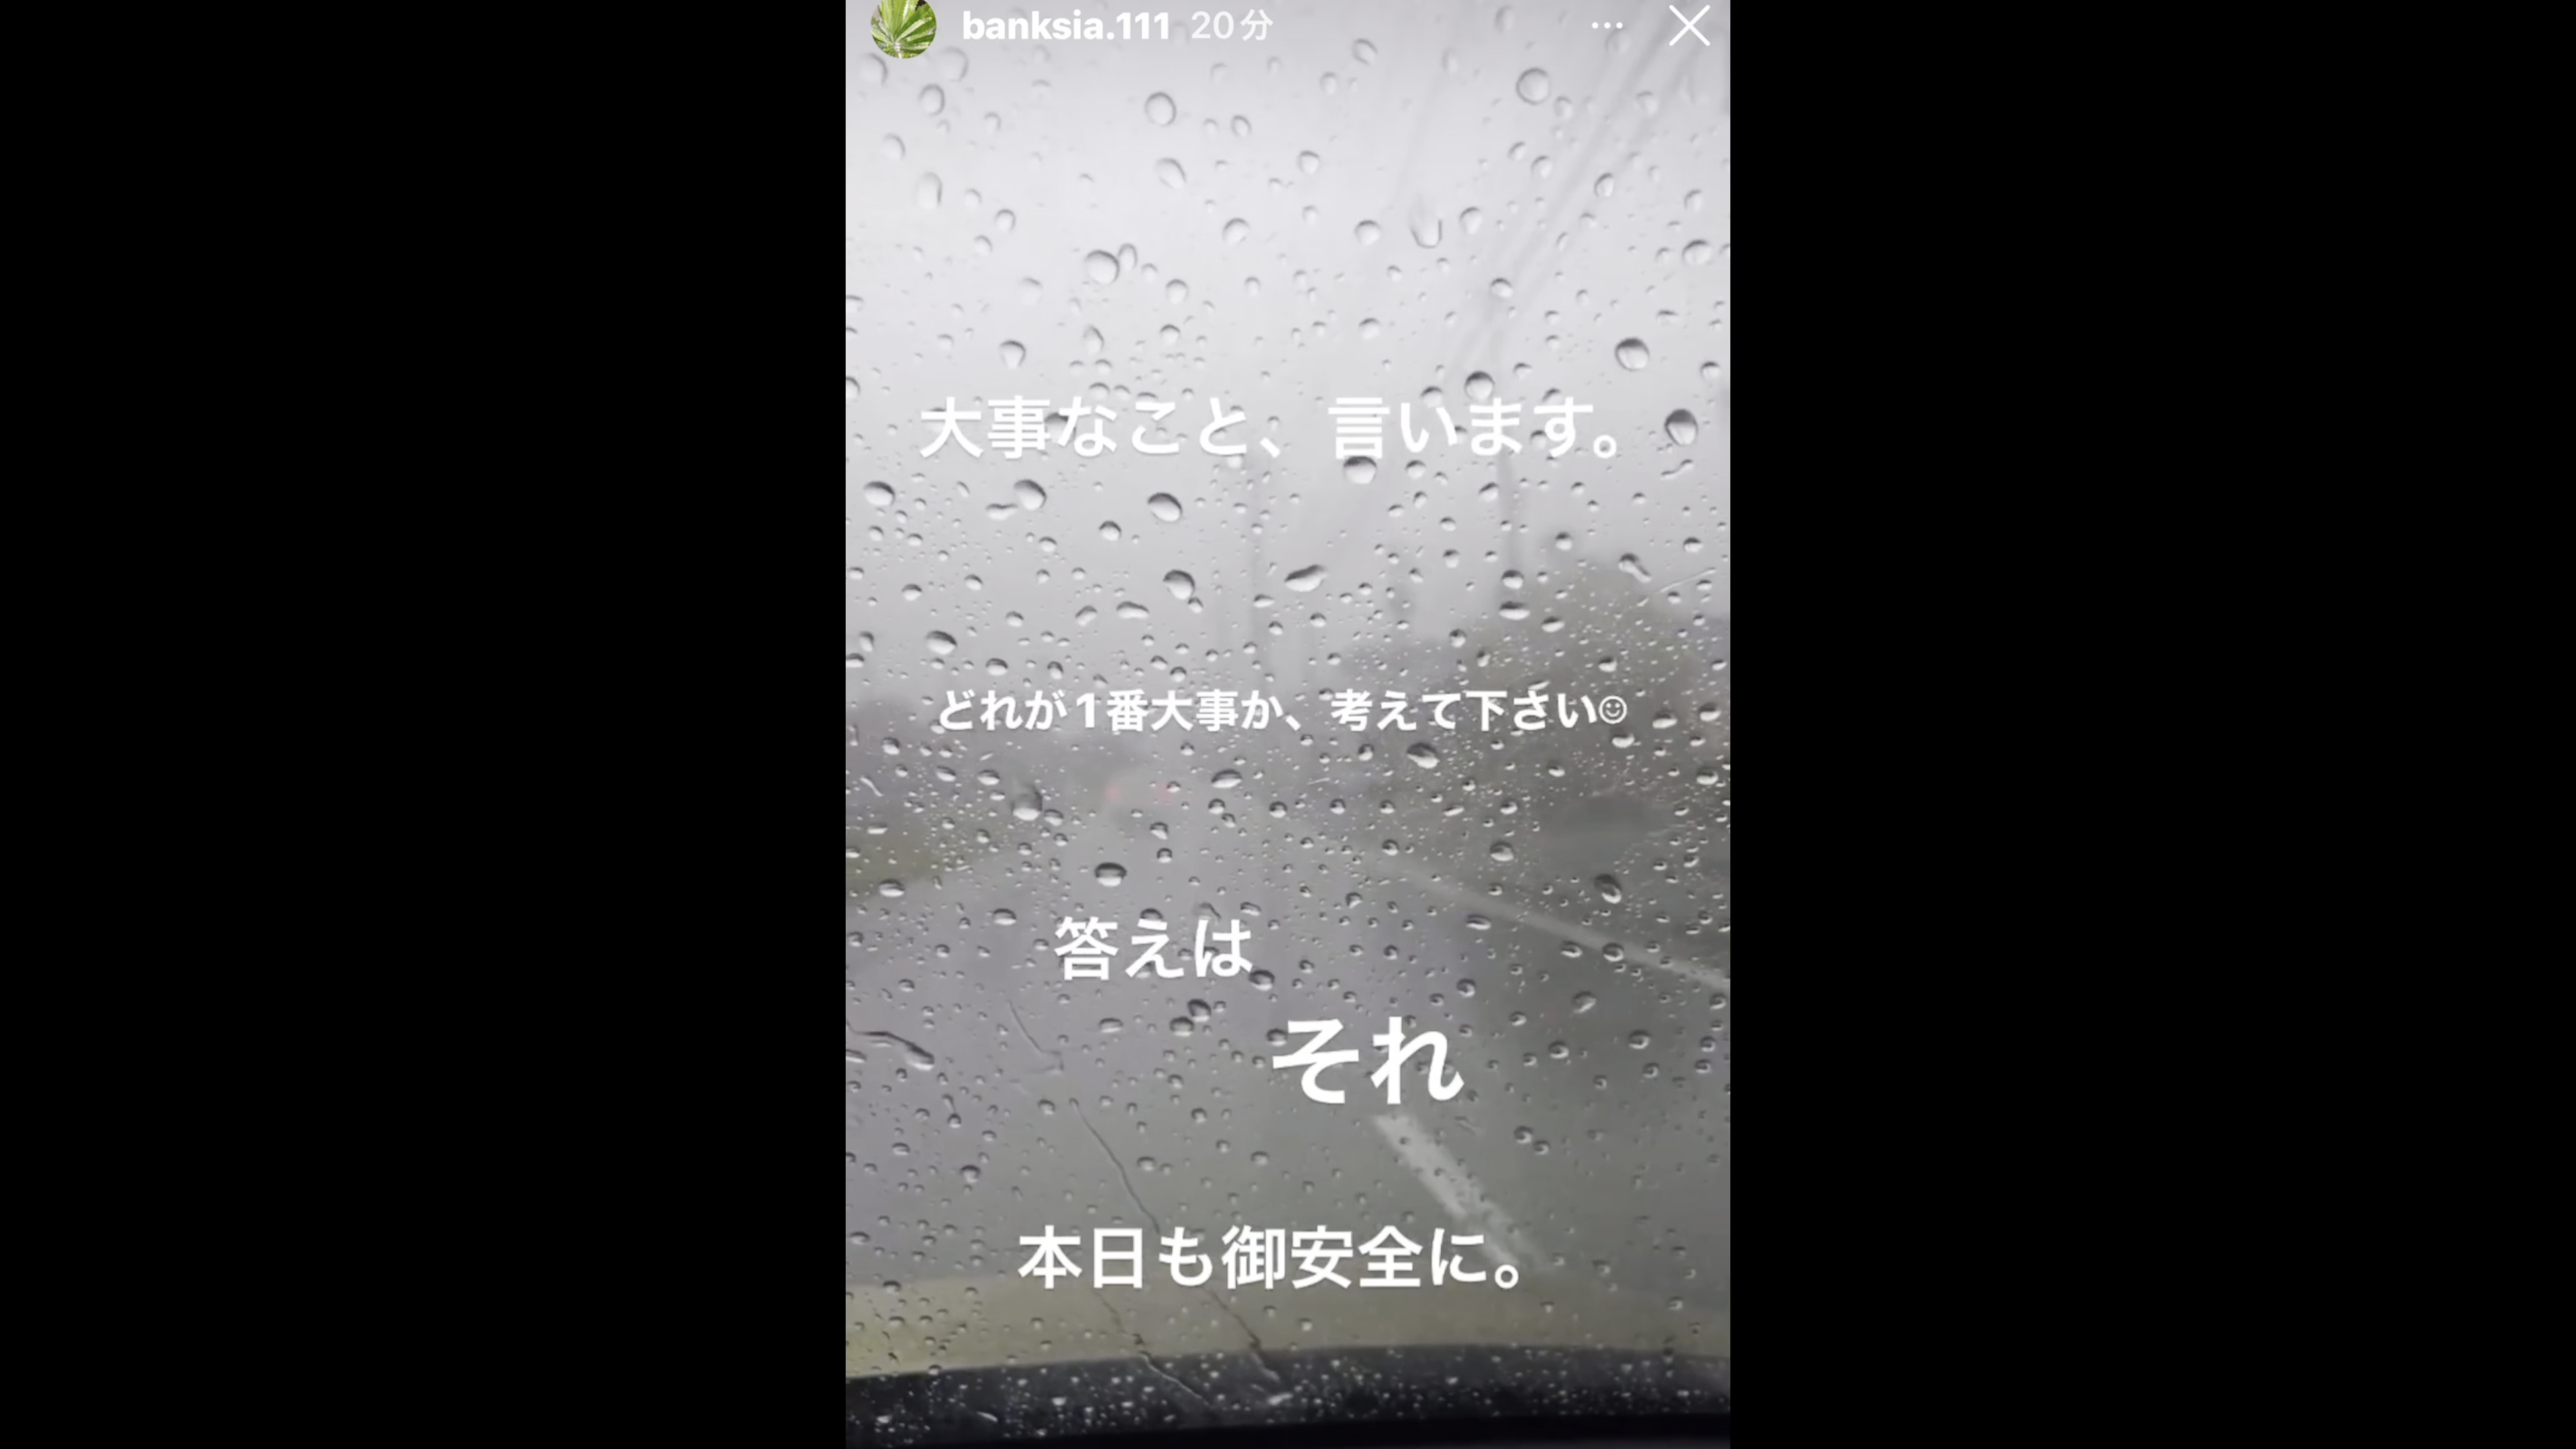 banksia.111 20分
大事なこと、言います。
どれが1番大事か、考えて下さい☺
答えは
それ
本日も御安全に。